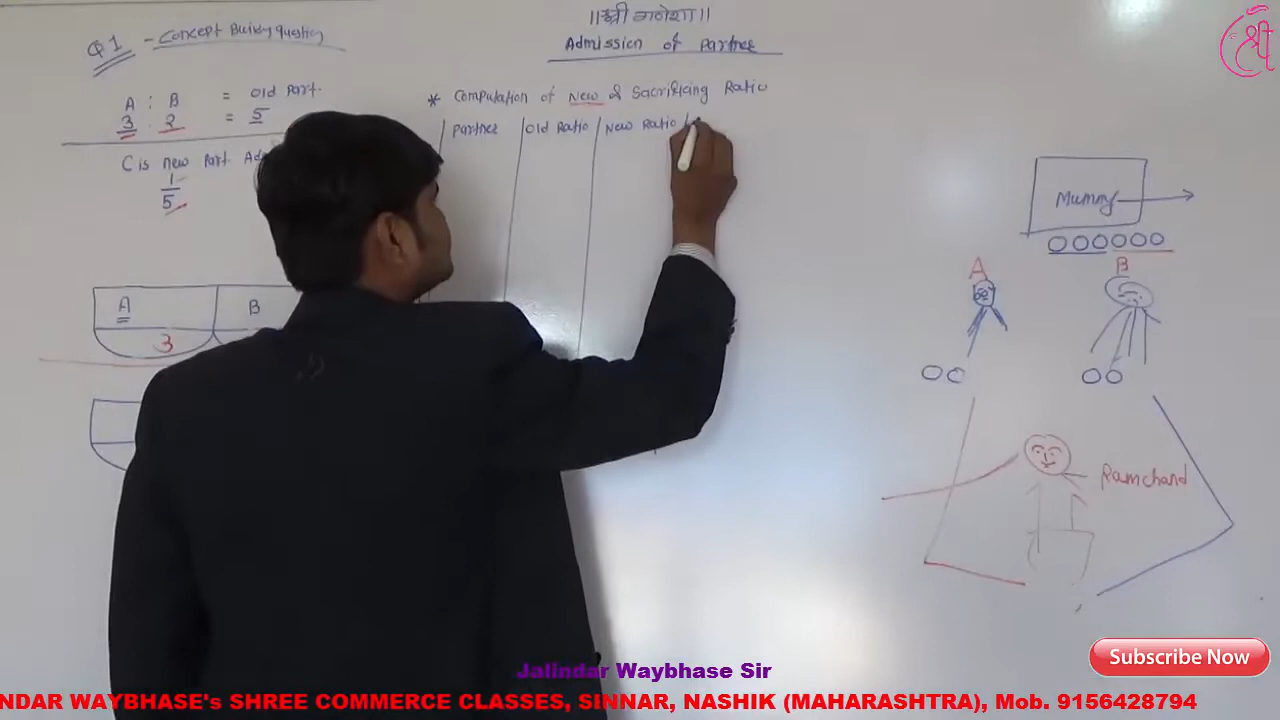 ॥ श्री गणेशा ॥
Admission of Partner
Q 1 - Concept Building question
A : B = old Part.
3 : 2 = 5
C is new Part. Ad
1
5
* Computation of New & Sacrificing Ratio
Partner Old Ratio New Ratio
A B
3
Mummy
A B
Ramchand
श्री
Subscribe Now
Jalindar Waybhase Sir
NDAR WAYBHASE's SHREE COMMERCE CLASSES, SINNAR, NASHIK (MAHARASHTRA), Mob. 9156428794